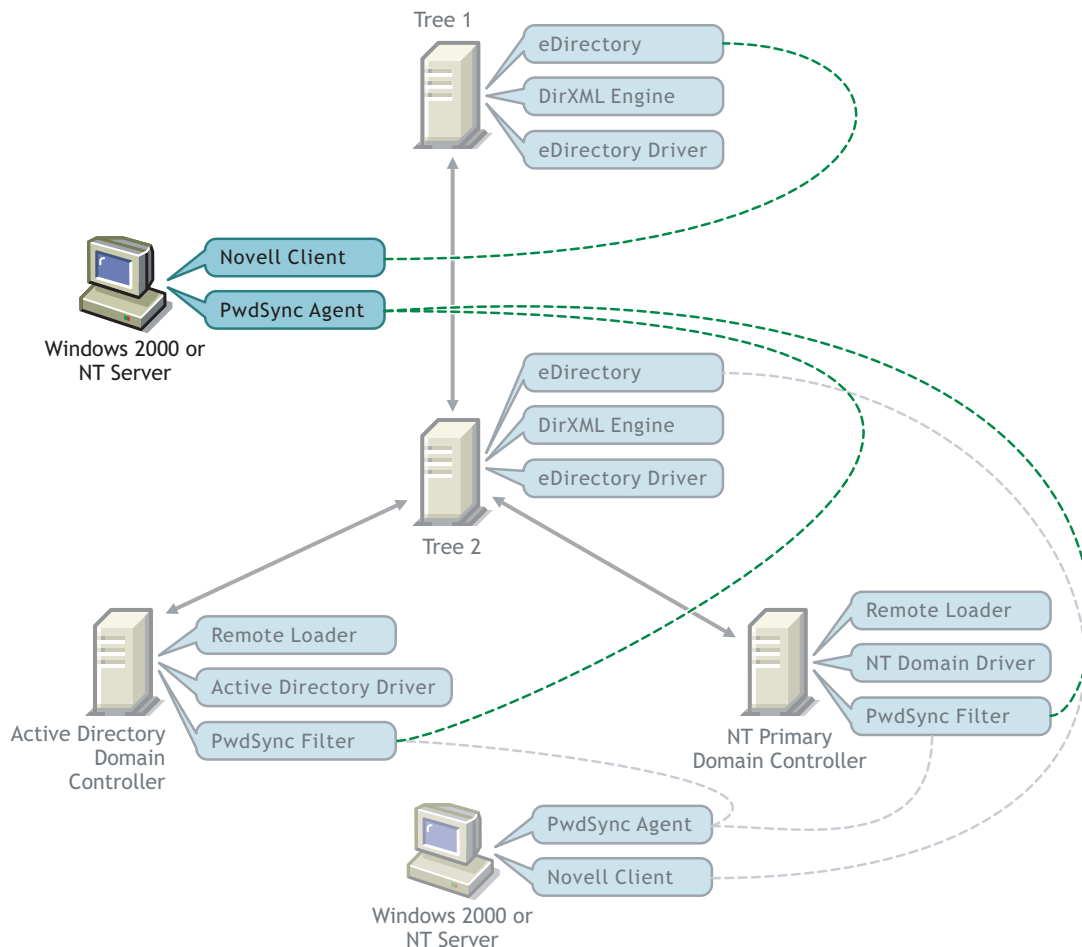 Tree 1
eDirectory
DirXML Engine
eDirectory Driver
Novell Client
PwdSync Agent
Windows 2000 or
NT Server
eDirectory
DirXML Engine
eDirectory Driver
Tree 2
Remote Loader
Active Directory Driver
PwdSync Filter
Active Directory
Domain
Controller
Remote Loader
NT Domain Driver
PwdSync Filter
NT Primary
Domain Controller
PwdSync Agent
Novell Client
Windows 2000 or
NT Server